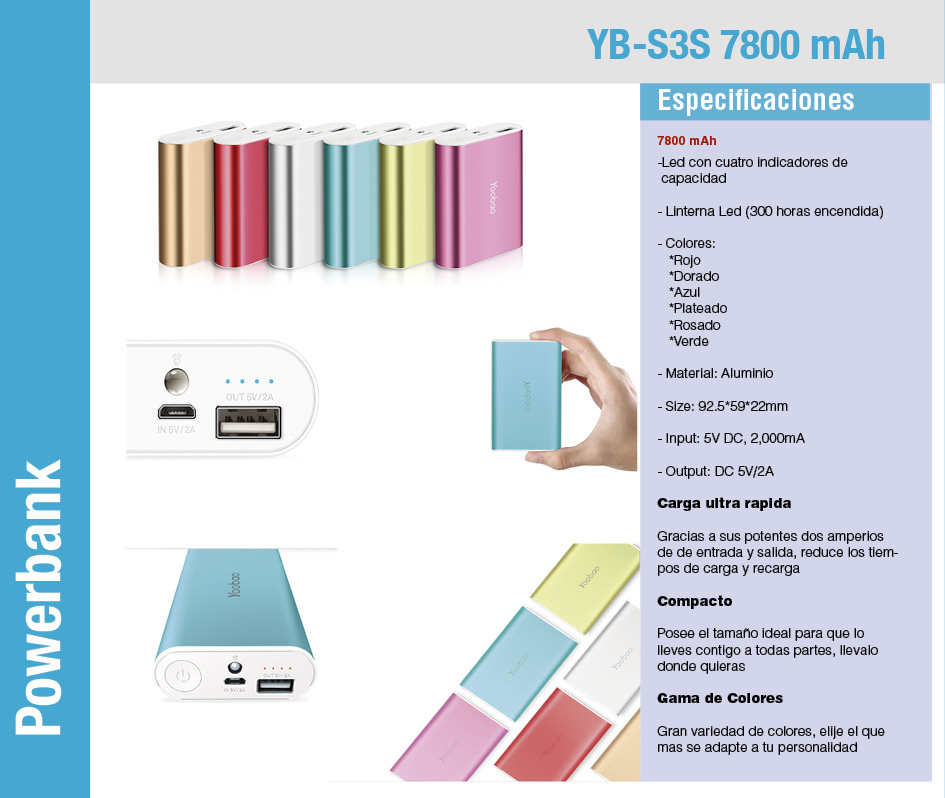 YB-S3S 7800 mAh
Especificaciones
7800 mAh
-Led con cuatro indicadores de
capacidad
- Linterna Led (300 horas encendida)
- Colores:
*Rojo
*Dorado
*Azul
*Plateado
*Rosado
*Verde
- Material: Aluminio
- Size: 92.5*59*22mm
- Input: 5V DC, 2,000mA
- Output: DC 5V/2A
Carga ultra rapida
Gracias a sus potentes dos amperios
de de entrada y salida, reduce los tiem-
pos de carga y recarga
Compacto
Posee el tamaño ideal para que lo
lleves contigo a todas partes, llevalo
donde quieras
Gama de Colores
Gran variedad de colores, elije el que
mas se adapte a tu personalidad
Powerbank
Yoobao
OUT 5V/2A
IN 5V/2A
Yoobao
Yoobao
OUT 5V/2A
IN 5V/2A
Yoobao
Yoobao
Yoobao
Yoobao
Yoobao